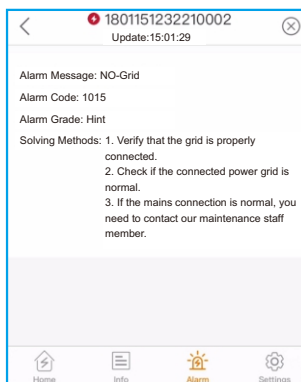 1801151232210002
Update:15:01:29
Alarm Message: NO-Grid
Alarm Code: 1015
Alarm Grade: Hint
Solving Methods: 1. Verify that the grid is properly
connected.
2. Check if the connected power grid is
normal.
3. If the mains connection is normal, you
need to contact our maintenance staff
member.
Home Info Alarm Settings